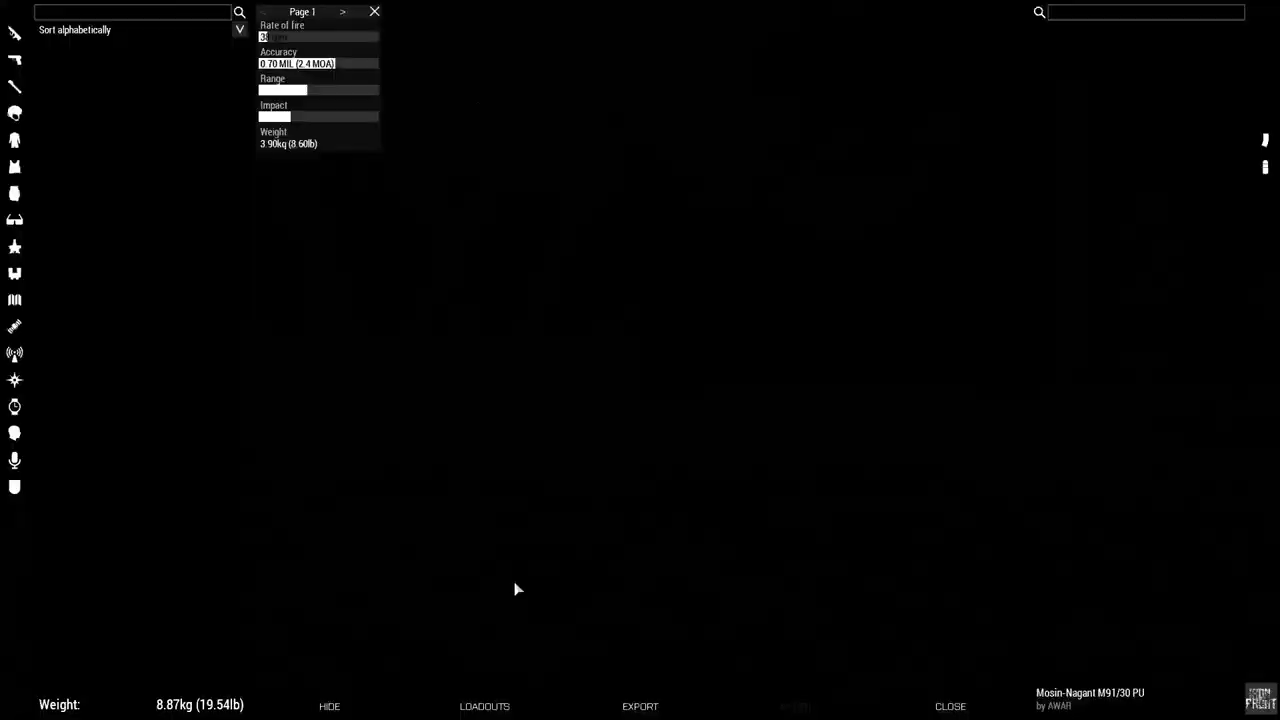 Page 1 >
Sort alphabetically
Rate of fire
Accuracy
0.70 MIL (2.4 MOA)
Range
Impact
Weight
3.90kg (8.60lb)
Weight: 8.87kg (19.54lb)
HIDE
LOADOUTS
EXPORT
CLOSE
Mosin-Nagant M91/30 PU
by AWAR